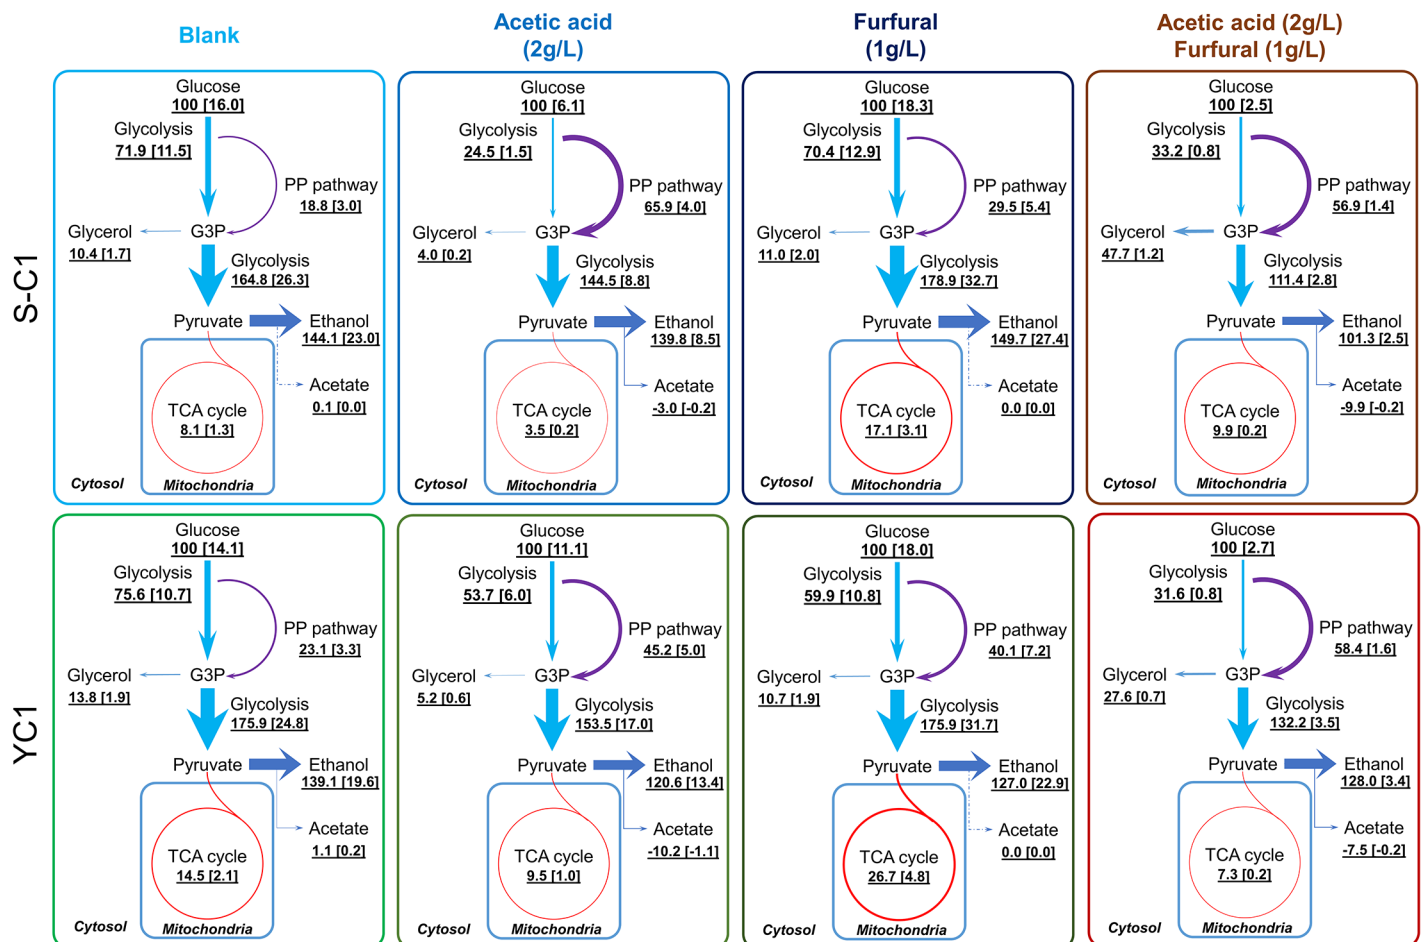 Blank
Acetic acid
(2g/L)
Furfural
(1g/L)
Acetic acid (2g/L)
Furfural (1g/L)
S-C1
Glucose
100 [16.0]
Glycolysis
71.9 [11.5]
PP pathway
18.8 [3.0]
Glycerol
10.4 [1.7]
G3P
Glycolysis
164.8 [26.3]
Pyruvate
Ethanol
144.1 [23.0]
Acetate
0.1 [0.0]
TCA cycle
8.1 [1.3]
Cytosol
Mitochondria
Glucose
100 [6.1]
Glycolysis
24.5 [1.5]
PP pathway
65.9 [4.0]
Glycerol
4.0 [0.2]
G3P
Glycolysis
144.5 [8.8]
Pyruvate
Ethanol
139.8 [8.5]
Acetate
-3.0 [-0.2]
TCA cycle
3.5 [0.2]
Cytosol
Mitochondria
Glucose
100 [18.3]
Glycolysis
70.4 [12.9]
PP pathway
29.5 [5.4]
Glycerol
11.0 [2.0]
G3P
Glycolysis
178.9 [32.7]
Pyruvate
Ethanol
149.7 [27.4]
Acetate
0.0 [0.0]
TCA cycle
17.1 [3.1]
Cytosol
Mitochondria
Glucose
100 [2.5]
Glycolysis
33.2 [0.8]
PP pathway
56.9 [1.4]
Glycerol
47.7 [1.2]
G3P
Glycolysis
111.4 [2.8]
Pyruvate
Ethanol
101.3 [2.5]
Acetate
-9.9 [-0.2]
TCA cycle
9.9 [0.2]
Cytosol
Mitochondria
YC1
Glucose
100 [14.1]
Glycolysis
75.6 [10.7]
PP pathway
23.1 [3.3]
Glycerol
13.8 [1.9]
G3P
Glycolysis
175.9 [24.8]
Pyruvate
Ethanol
139.1 [19.6]
Acetate
1.1 [0.2]
TCA cycle
14.5 [2.1]
Cytosol
Mitochondria
Glucose
100 [11.1]
Glycolysis
53.7 [6.0]
PP pathway
45.2 [5.0]
Glycerol
5.2 [0.6]
G3P
Glycolysis
153.5 [17.0]
Pyruvate
Ethanol
120.6 [13.4]
Acetate
-10.2 [-1.1]
TCA cycle
9.5 [1.0]
Cytosol
Mitochondria
Glucose
100 [18.0]
Glycolysis
59.9 [10.8]
PP pathway
40.1 [7.2]
Glycerol
10.7 [1.9]
G3P
Glycolysis
175.9 [31.7]
Pyruvate
Ethanol
127.0 [22.9]
Acetate
0.0 [0.0]
TCA cycle
26.7 [4.8]
Cytosol
Mitochondria
Glucose
100 [2.7]
Glycolysis
31.6 [0.8]
PP pathway
58.4 [1.6]
Glycerol
27.6 [0.7]
G3P
Glycolysis
132.2 [3.5]
Pyruvate
Ethanol
128.0 [3.4]
Acetate
-7.5 [-0.2]
TCA cycle
7.3 [0.2]
Cytosol
Mitochondria